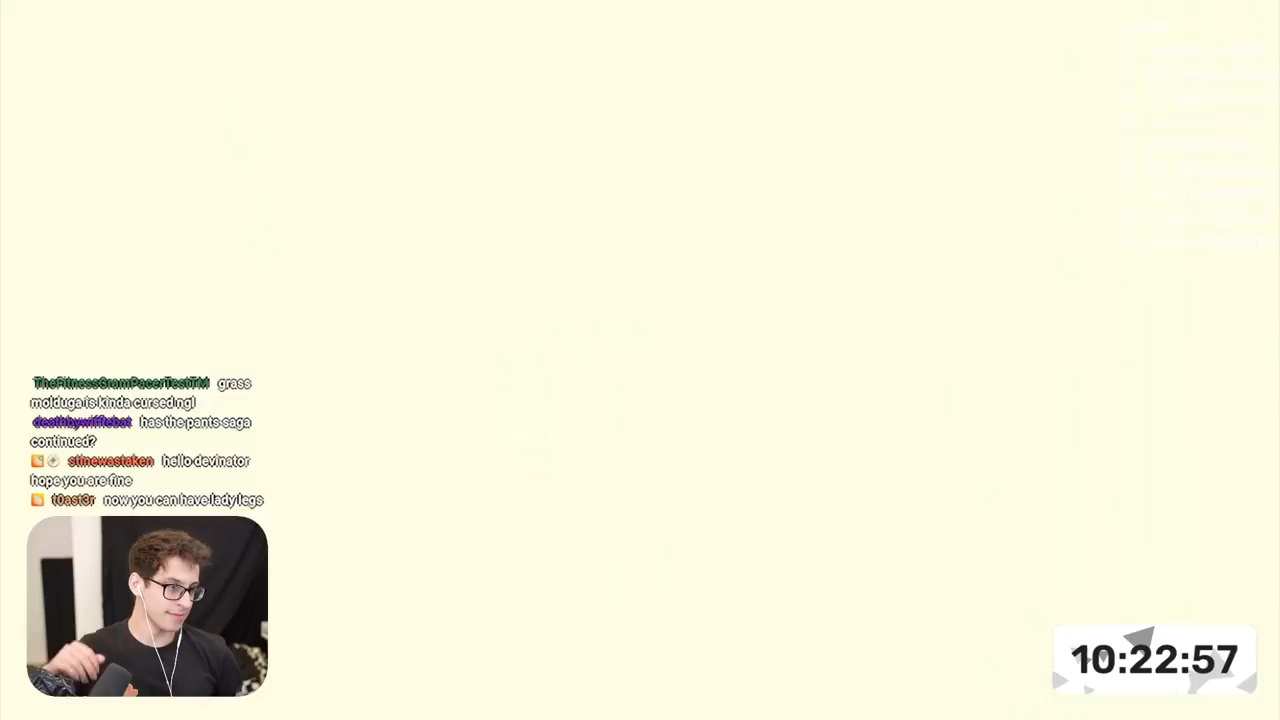 TheFitnessGramPacerTestTM grass
molduga is kinda cursed ngl
deathbywifflebat has the pants saga
continued?
stinewastaken hello devinator
hope you are fine
t0ast3r now you can have lady legs
10:22:57